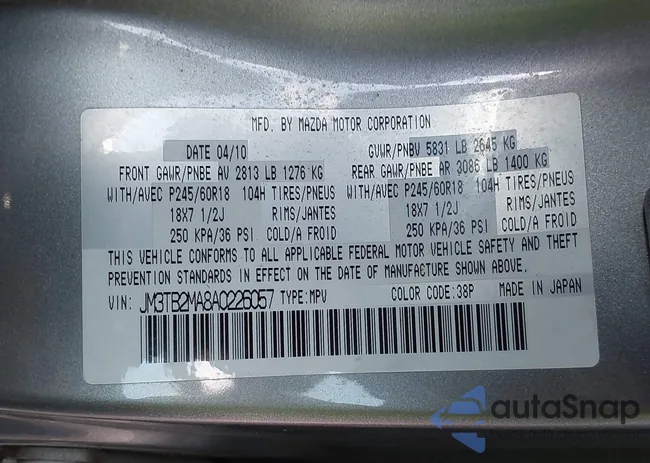 MFD. BY MAZDA MOTOR CORPORATION
DATE 04/10 GVWR/PNBV 5831 LB 2645 KG
FRONT GAWR/PNBE AV 2813 LB 1276 KG REAR GAWR/PNBE AR 3086 LB 1400 KG
WITH/AVEC P245/60R18 104H TIRES/PNEUS WITH/AVEC P245/60R18 104H TIRES/PNEUS
18X7 1/2J RIMS/JANTES 18X7 1/2J RIMS/JANTES
250 KPA/36 PSI COLD/A FROID 250 KPA/36 PSI COLD/A FROID
THIS VEHICLE CONFORMS TO ALL APPLICABLE FEDERAL MOTOR VEHICLE SAFETY AND THEFT
PREVENTION STANDARDS IN EFFECT ON THE DATE OF MANUFACTURE SHOWN ABOVE.
VIN: JM3TB2MA8A0226057 TYPE:MPV COLOR CODE:38P MADE IN JAPAN
autoSnap
POWERED BY CARFAST